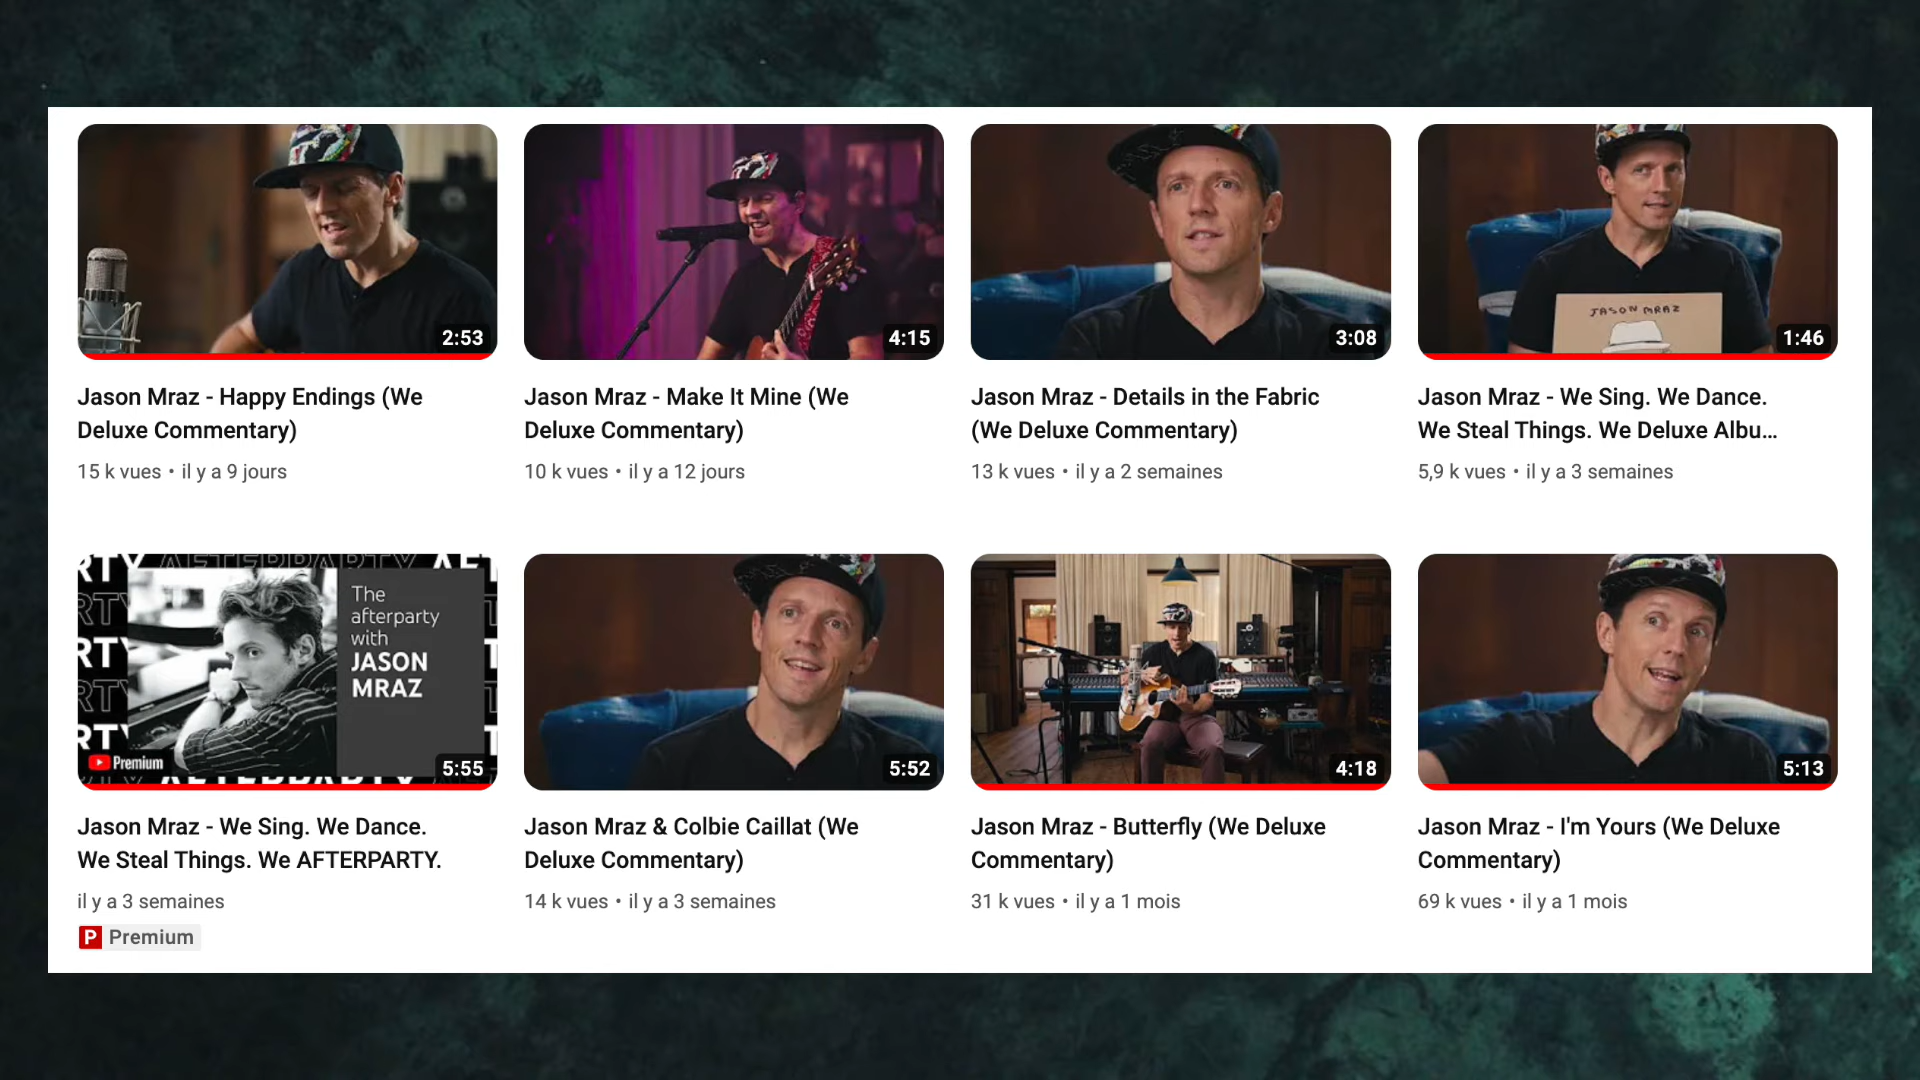 2:53
Jason Mraz - Happy Endings (We
Deluxe Commentary)
15 k vues • il y a 9 jours
4:15
Jason Mraz - Make It Mine (We
Deluxe Commentary)
10 k vues • il y a 12 jours
3:08
Jason Mraz - Details in the Fabric
(We Deluxe Commentary)
13 k vues • il y a 2 semaines
JASON MRAZ
1:46
Jason Mraz - We Sing. We Dance.
We Steal Things. We Deluxe Albu...
5,9 k vues • il y a 3 semaines
AFTERPARTY
The
afterparty
with
JASON
MRAZ
Premium
5:55
AFTERPARTY
Jason Mraz - We Sing. We Dance.
We Steal Things. We AFTERPARTY.
il y a 3 semaines
P Premium
5:52
Jason Mraz & Colbie Caillat (We
Deluxe Commentary)
14 k vues • il y a 3 semaines
4:18
Jason Mraz - Butterfly (We Deluxe
Commentary)
31 k vues • il y a 1 mois
5:13
Jason Mraz - I'm Yours (We Deluxe
Commentary)
69 k vues • il y a 1 mois